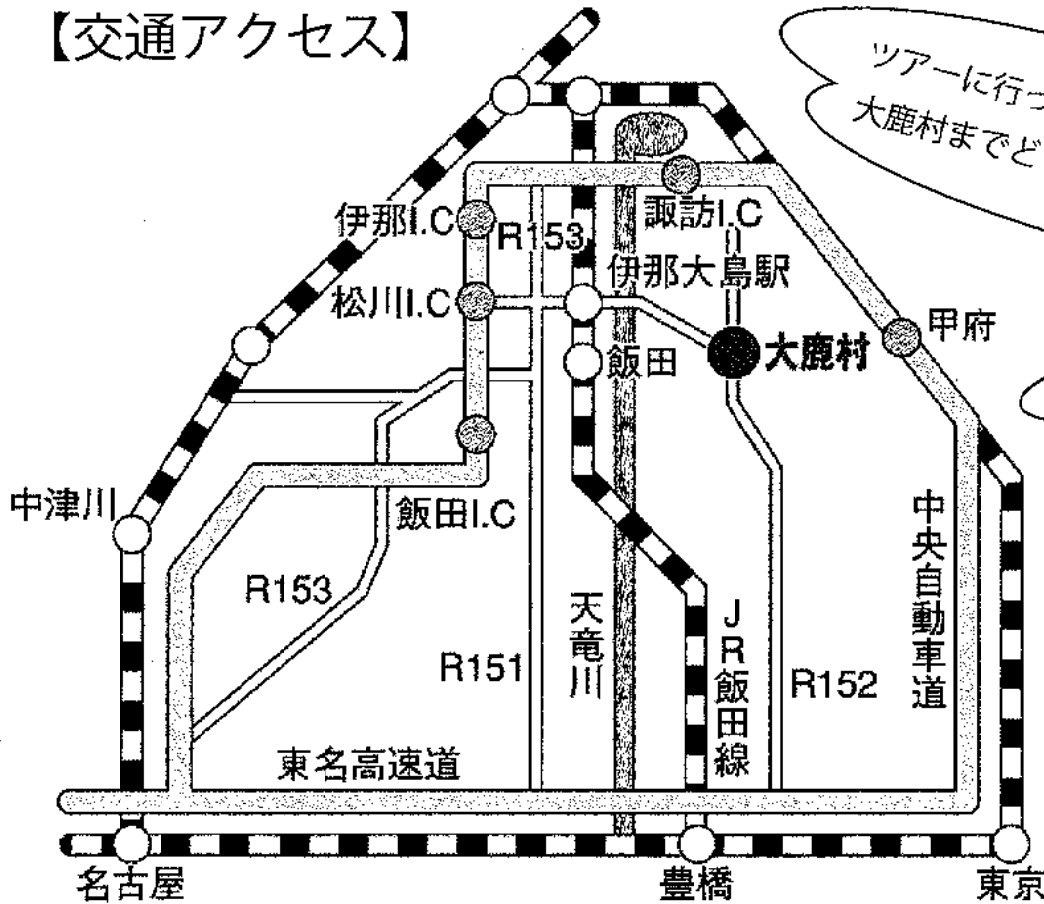 【交通アクセス】
ツアーに行っ
大鹿村までど
伊那I.C
R153
諏訪I.C
伊那大島駅
松川I.C
甲府
大鹿村
飯田
中津川
飯田I.C
R153
天竜川
JR飯田線
中央自動車道
R151
R152
東名高速道
名古屋
豊橋
東京